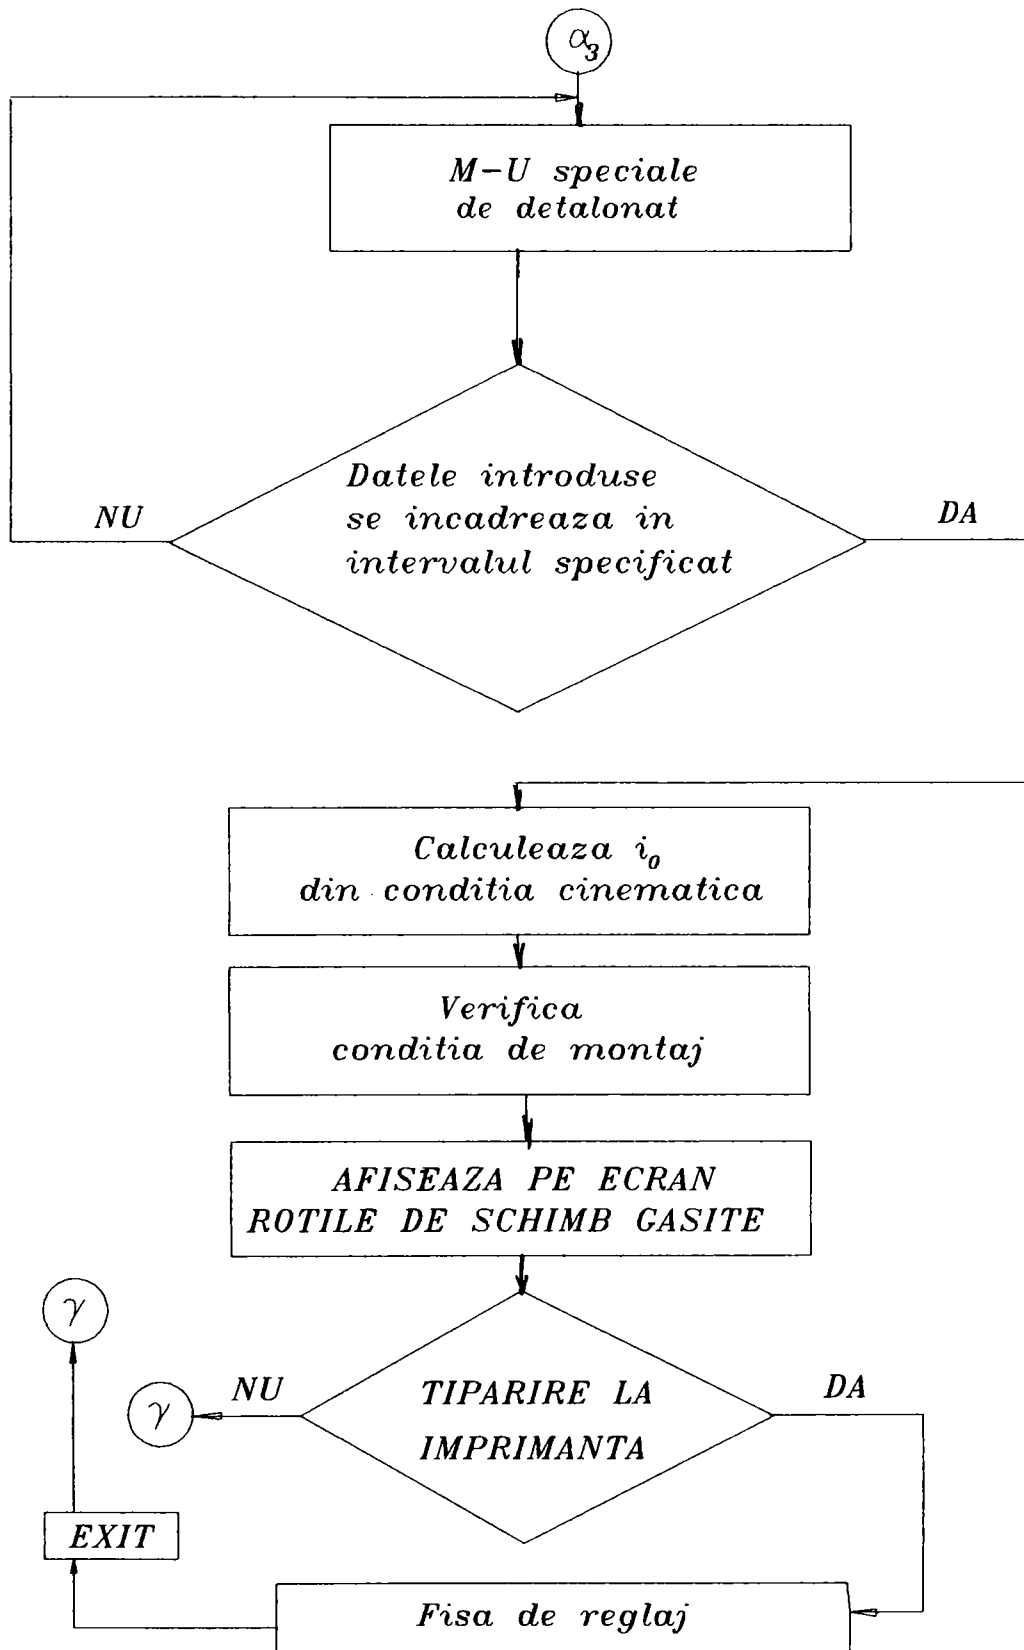 α₃
M-U speciale
de detalonat
Datele introduse
se incadreaza in
intervalul specificat
NU
DA
Calculeaza i₀
din conditia cinematica
Verifica
conditia de montaj
AFISEAZA PE ECRAN
ROTILE DE SCHIMB GASITE
γ
γ
NU
TIPARIRE LA
IMPRIMANTA
DA
EXIT
Fisa de reglaj